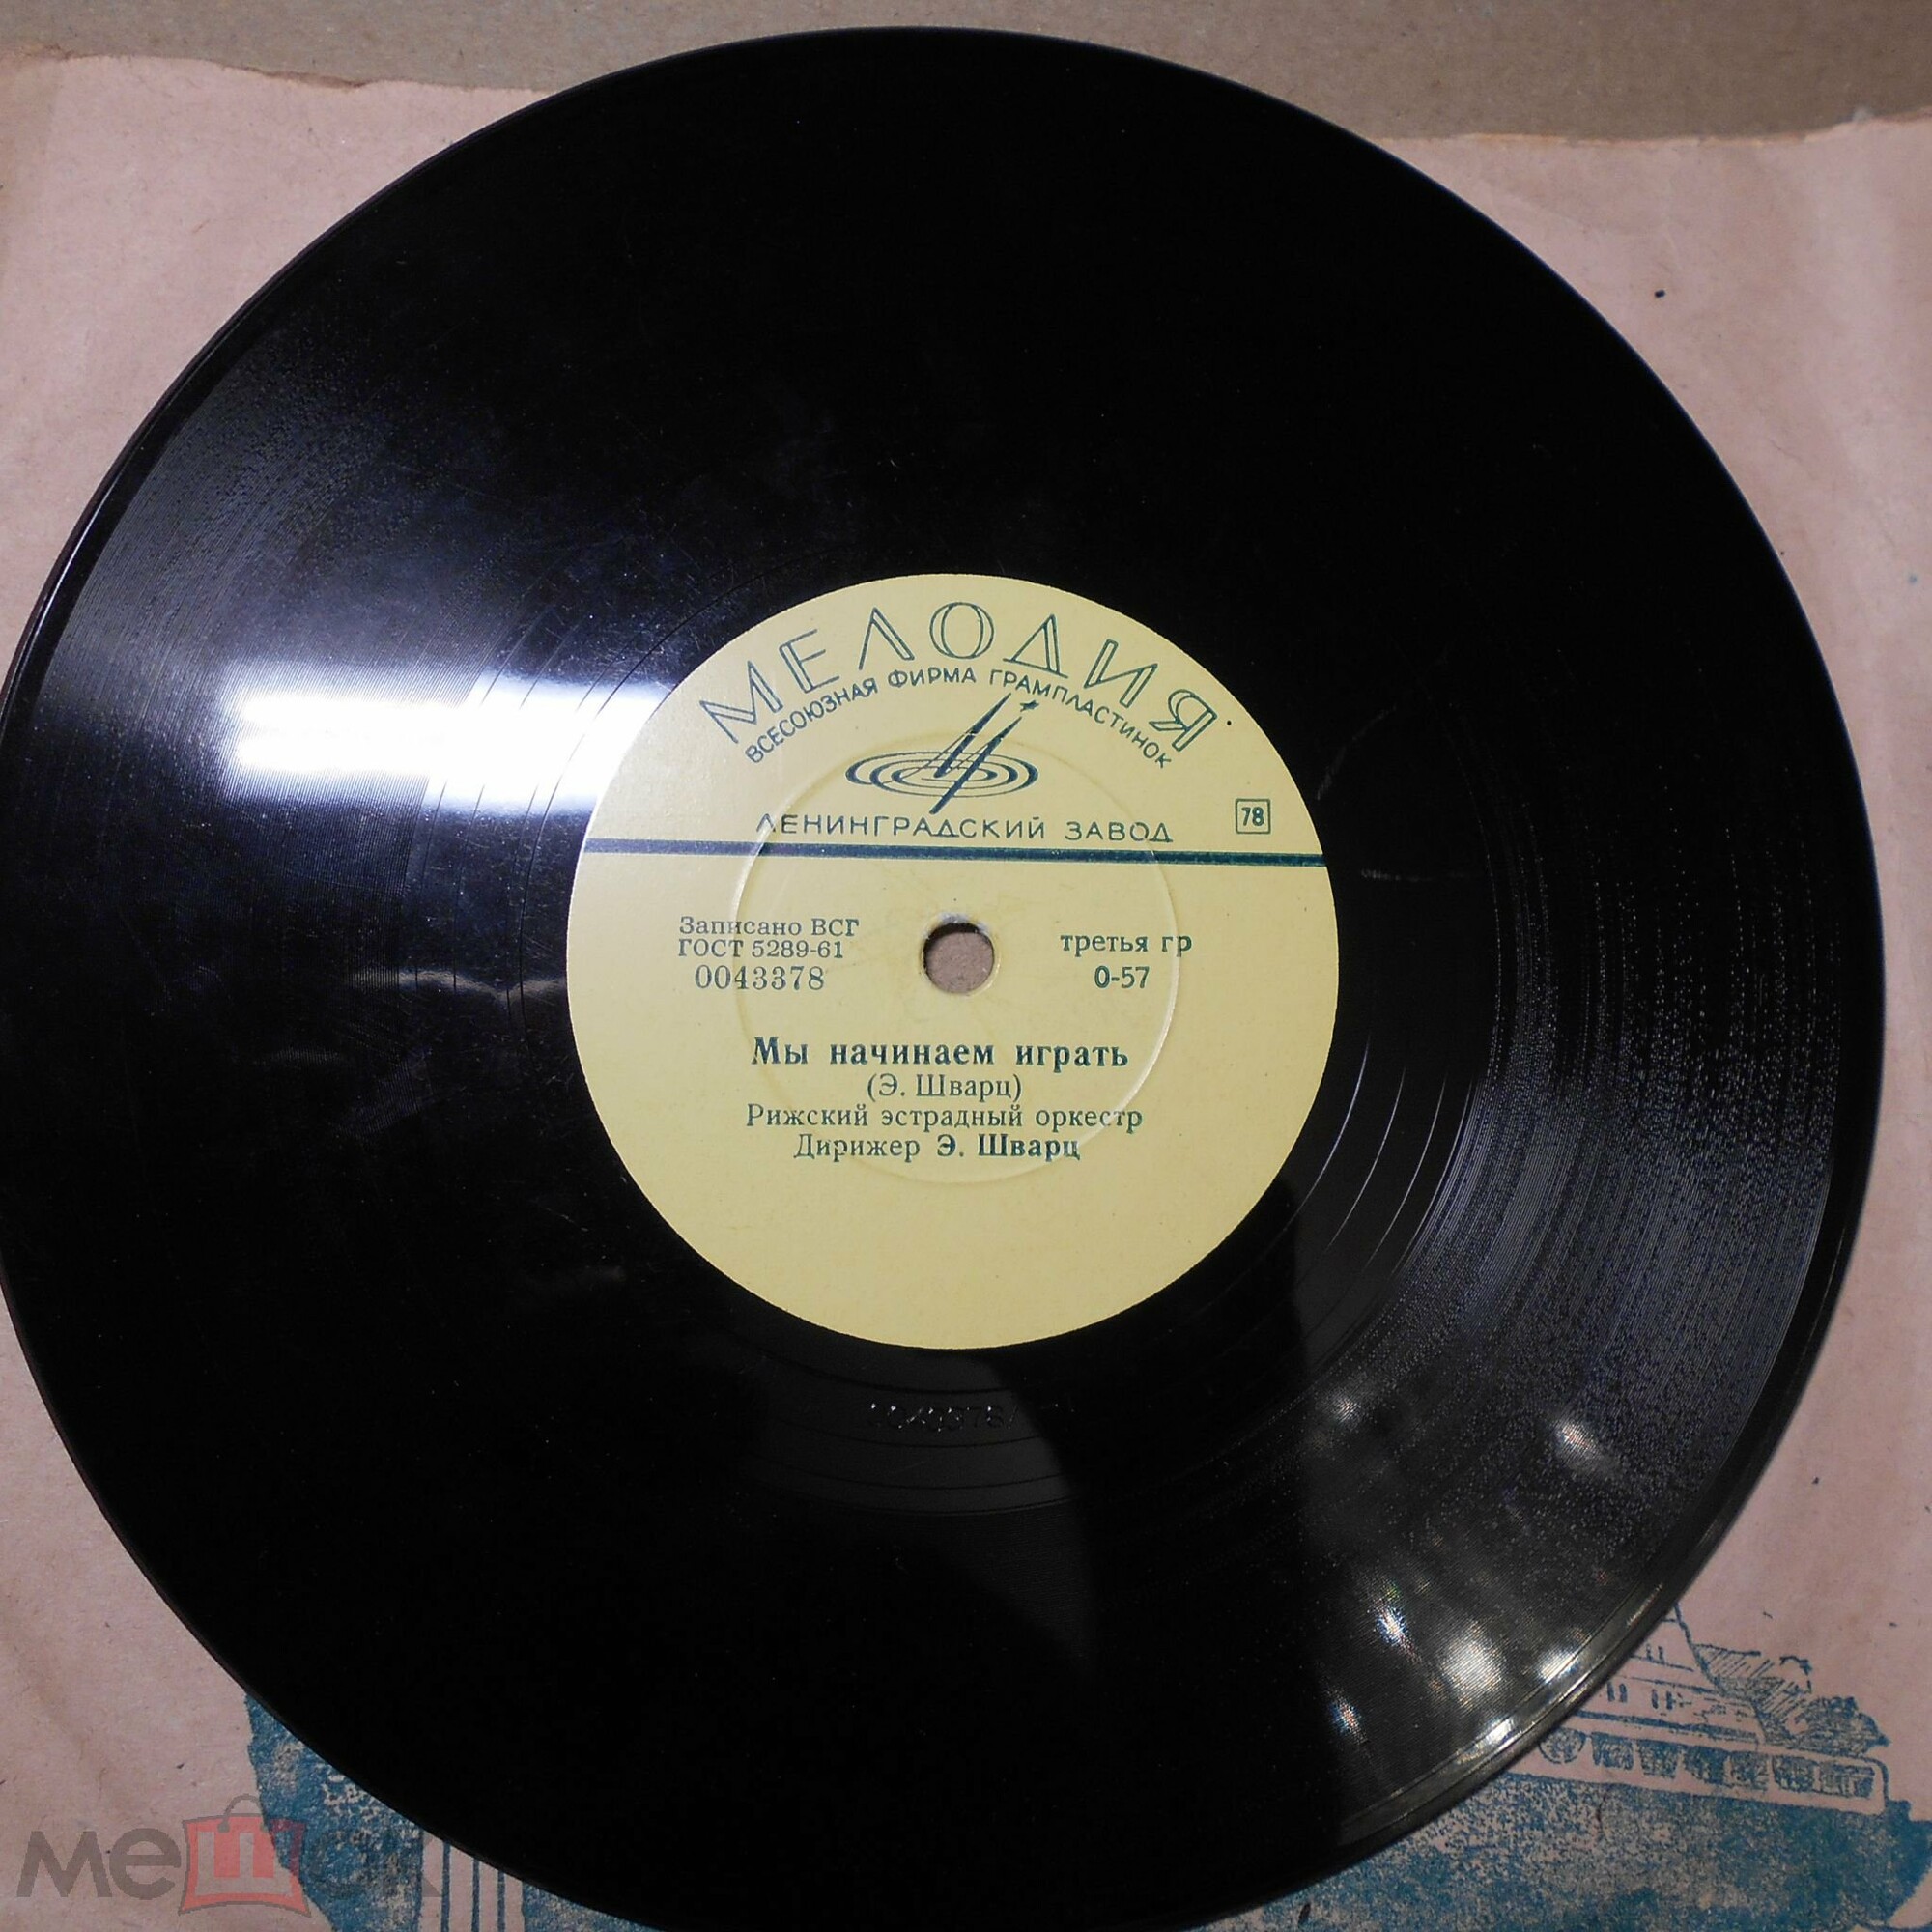 МЕЛОДИЯ
ВСЕСОЮЗНАЯ ФИРМА ГРАМПЛАСТИНОК
ЛЕНИНГРАДСКИЙ ЗАВОД
78
Записано ВСГ
ГОСТ 5289-61
0043378
третья гр
0-57
Мы начинаем играть
(Э. Шварц)
Рижский эстрадный оркестр
Дирижер Э. Шварц
мешок